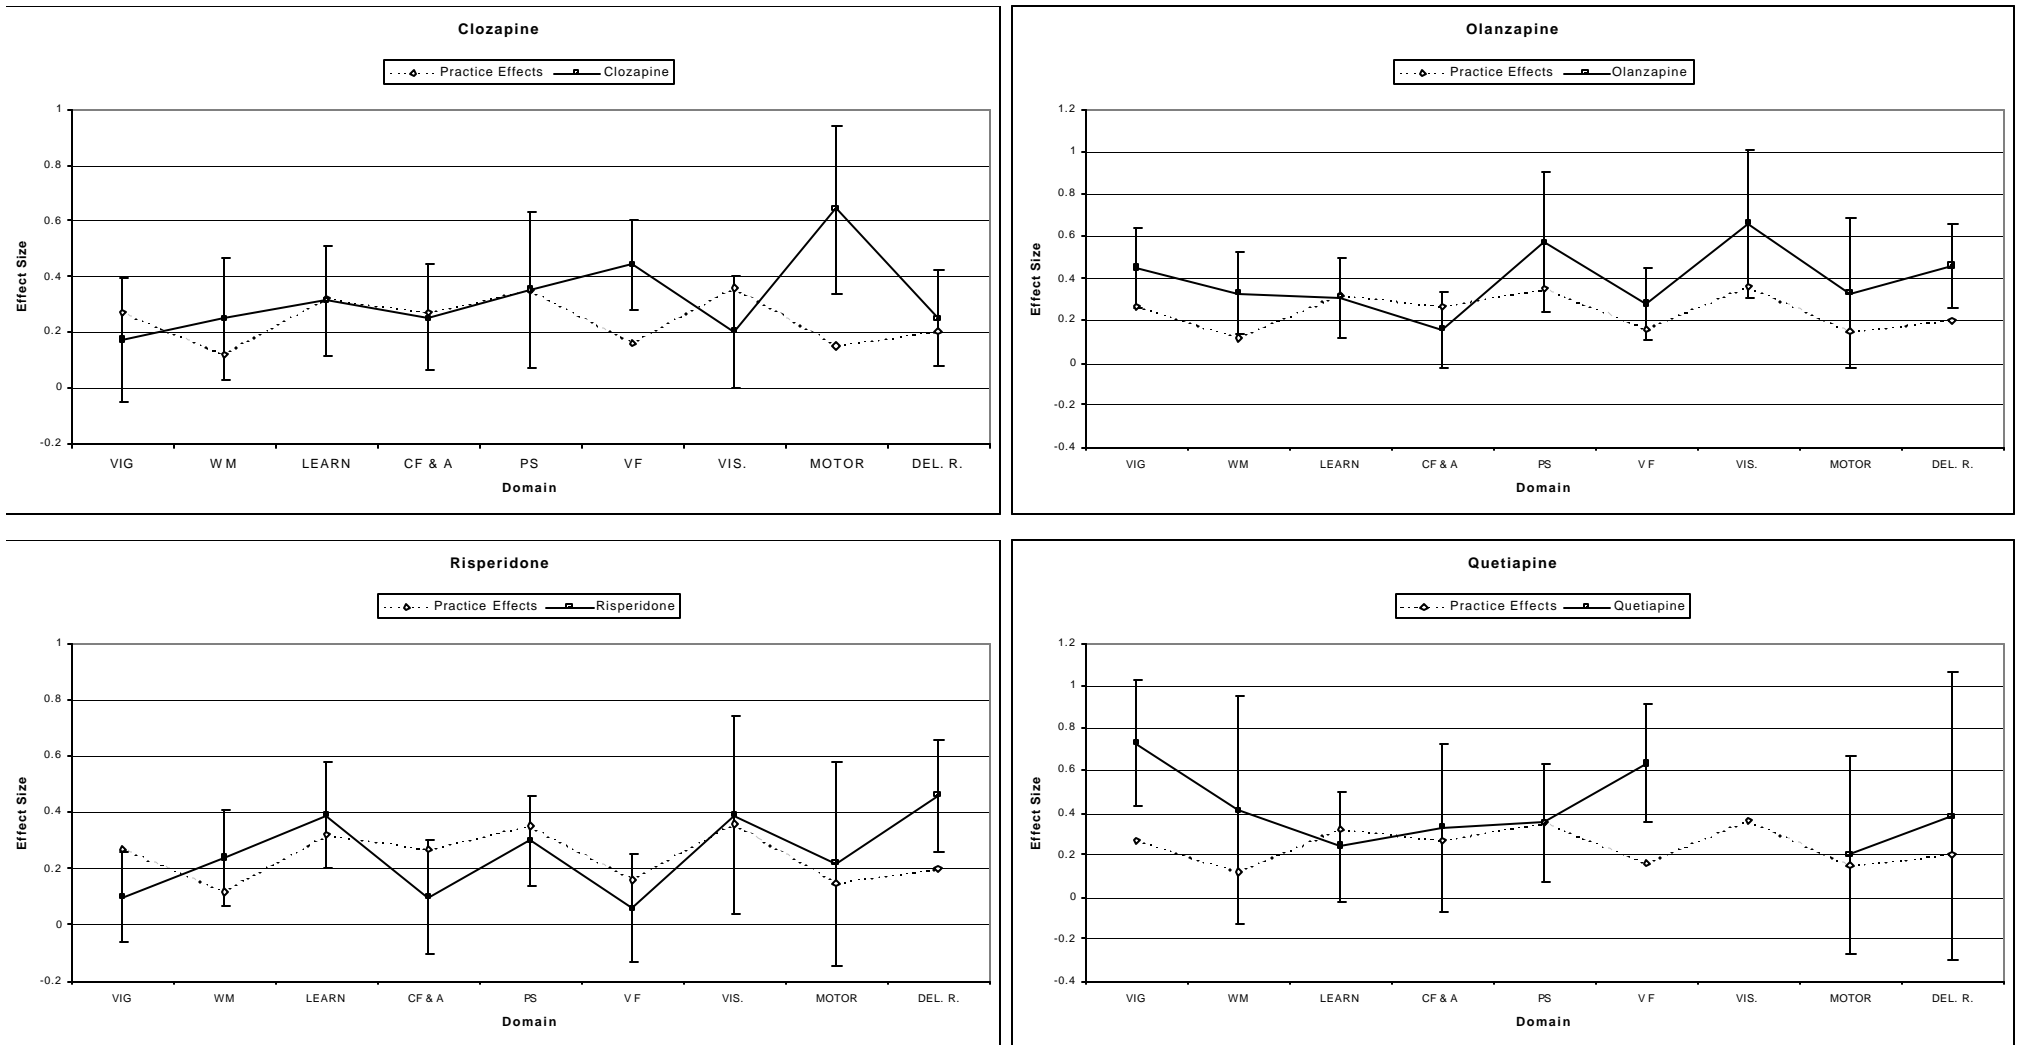 Clozapine
Practice Effects Clozapine
Effect Size
1
0.8
0.6
0.4
0.2
0
-0.2
VIG WM LEARN CF & A PS VF VIS. MOTOR DEL. R.
Domain
Olanzapine
Practice Effects Olanzapine
Effect Size
1.2
1
0.8
0.6
0.4
0.2
0
-0.2
-0.4
VIG WM LEARN CF & A PS VF VIS. MOTOR DEL. R.
Domain
Risperidone
Practice Effects Risperidone
Effect Size
1
0.8
0.6
0.4
0.2
0
-0.2
VIG WM LEARN CF & A PS VF VIS. MOTOR DEL. R.
Domain
Quetiapine
Practice Effects Quetiapine
Effect Size
1.2
1
0.8
0.6
0.4
0.2
0
-0.2
-0.4
VIG WM LEARN CF & A PS VF VIS. MOTOR DEL. R.
Domain